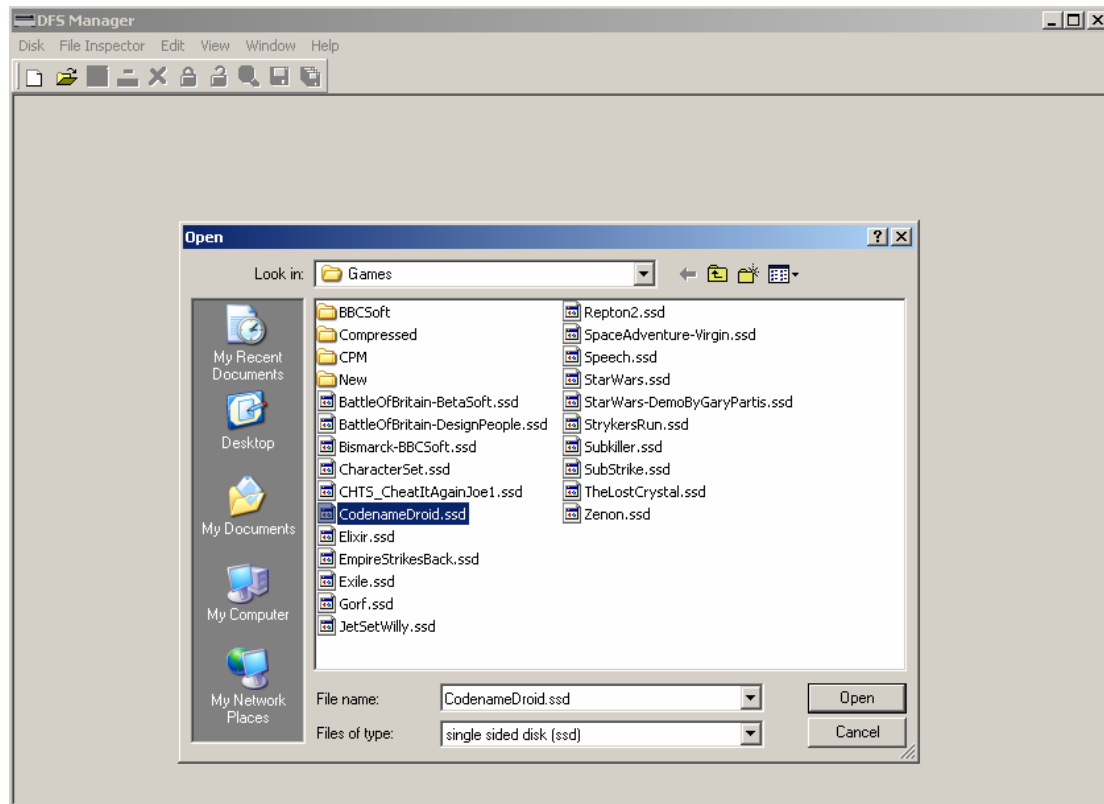 DFS Manager
Disk File Inspector Edit View Window Help
Open
Look in: Games
My Recent Documents
Desktop
My Documents
My Computer
My Network Places
BBCSoft
Compressed
CPM
New
BattleOfBritain-BetaSoft.ssd
BattleOfBritain-DesignPeople.ssd
Bismarck-BBCSoft.ssd
CharacterSet.ssd
CHTS_CheatItAgainJoe1.ssd
CodenameDroid.ssd
Elixir.ssd
EmpireStrikesBack.ssd
Exile.ssd
Gorf.ssd
JetSetWilly.ssd
Repton2.ssd
SpaceAdventure-Virgin.ssd
Speech.ssd
StarWars.ssd
StarWars-DemoByGaryPartis.ssd
StrykersRun.ssd
Subkiller.ssd
SubStrike.ssd
TheLostCrystal.ssd
Zenon.ssd
File name: CodenameDroid.ssd Open
Files of type: single sided disk (ssd) Cancel